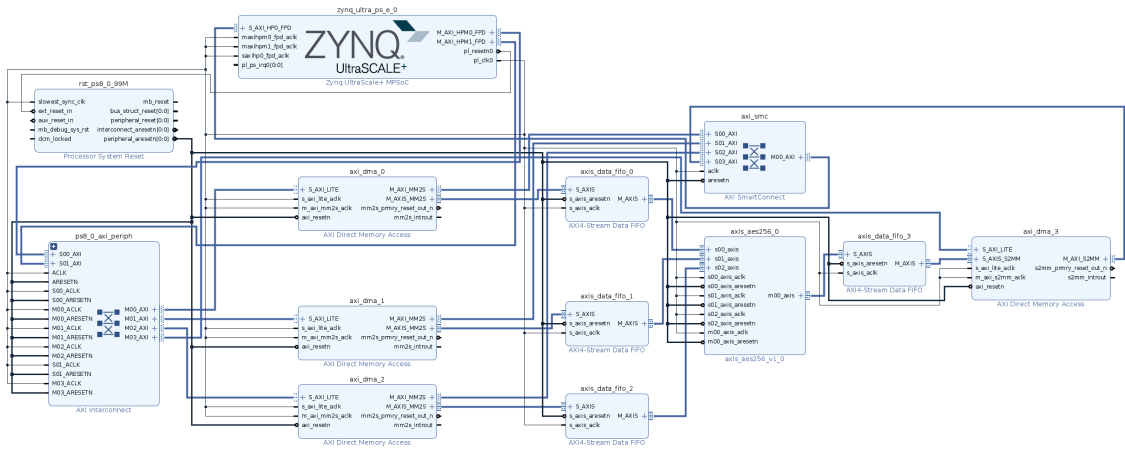 zynq_ultra_ps_e_0
S_AXI_HP0_FPD
maxihpm0_fpd_aclk
maxihpm1_fpd_aclk
saxihp0_fpd_aclk
pl_ps_irq0[0:0]
ZYNQ
UltraSCALE+
M_AXI_HPM0_FPD
M_AXI_HPM1_FPD
pl_resetn0
pl_clk0
Zynq UltraScale+ MPSoC
rst_ps8_0_99M
slowest_sync_clk
ext_reset_in
aux_reset_in
mb_debug_sys_rst
dcm_locked
mb_reset
bus_struct_reset[0:0]
peripheral_reset[0:0]
interconnect_aresetn[0:0]
peripheral_aresetn[0:0]
Processor System Reset
axi_smc
S00_AXI
S01_AXI
S02_AXI
S03_AXI
aclk
aresetn
M00_AXI
AXI SmartConnect
axi_dma_0
S_AXI_LITE
s_axi_lite_aclk
m_axi_mm2s_aclk
axi_resetn
M_AXI_MM2S
M_AXIS_MM2S
mm2s_prmry_reset_out_n
mm2s_introut
AXI Direct Memory Access
axis_data_fifo_0
S_AXIS
s_axis_aresetn
s_axis_aclk
M_AXIS
AXI4-Stream Data FIFO
ps8_0_axi_periph
S00_AXI
S01_AXI
ACLK
ARESETN
S00_ACLK
S00_ARESETN
M00_ACLK
M00_ARESETN
M01_ACLK
M01_ARESETN
M02_ACLK
M02_ARESETN
S01_ACLK
S01_ARESETN
M03_ACLK
M03_ARESETN
M00_AXI
M01_AXI
M02_AXI
M03_AXI
AXI Interconnect
axis_aes256_0
s00_axis
s01_axis
s02_axis
s00_axis_aclk
s00_axis_aresetn
s01_axis_aclk
s01_axis_aresetn
s02_axis_aclk
s02_axis_aresetn
m00_axis_aclk
m00_axis_aresetn
m00_axis
axis_aes256_v1_0
axis_data_fifo_3
S_AXIS
s_axis_aresetn
s_axis_aclk
M_AXIS
AXI4-Stream Data FIFO
axi_dma_3
S_AXI_LITE
S_AXIS_S2MM
s_axi_lite_aclk
m_axi_s2mm_aclk
axi_resetn
M_AXI_S2MM
s2mm_prmry_reset_out_n
s2mm_introut
AXI Direct Memory Access
axi_dma_1
S_AXI_LITE
s_axi_lite_aclk
m_axi_mm2s_aclk
axi_resetn
M_AXI_MM2S
M_AXIS_MM2S
mm2s_prmry_reset_out_n
mm2s_introut
AXI Direct Memory Access
axis_data_fifo_1
S_AXIS
s_axis_aresetn
s_axis_aclk
M_AXIS
AXI4-Stream Data FIFO
axi_dma_2
S_AXI_LITE
s_axi_lite_aclk
m_axi_mm2s_aclk
axi_resetn
M_AXI_MM2S
M_AXIS_MM2S
mm2s_prmry_reset_out_n
mm2s_introut
AXI Direct Memory Access
axis_data_fifo_2
S_AXIS
s_axis_aresetn
s_axis_aclk
M_AXIS
AXI4-Stream Data FIFO